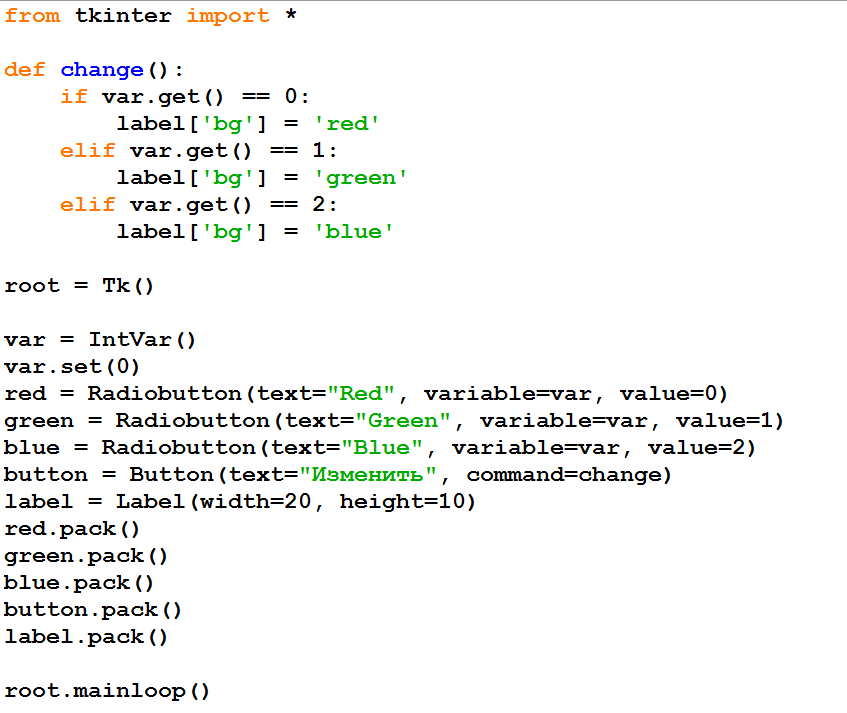 from tkinter import *

def change():
    if var.get() == 0:
        label['bg'] = 'red'
    elif var.get() == 1:
        label['bg'] = 'green'
    elif var.get() == 2:
        label['bg'] = 'blue'

root = Tk()

var = IntVar()
var.set(0)
red = Radiobutton(text="Red", variable=var, value=0)
green = Radiobutton(text="Green", variable=var, value=1)
blue = Radiobutton(text="Blue", variable=var, value=2)
button = Button(text="Изменить", command=change)
label = Label(width=20, height=10)
red.pack()
green.pack()
blue.pack()
button.pack()
label.pack()

root.mainloop()